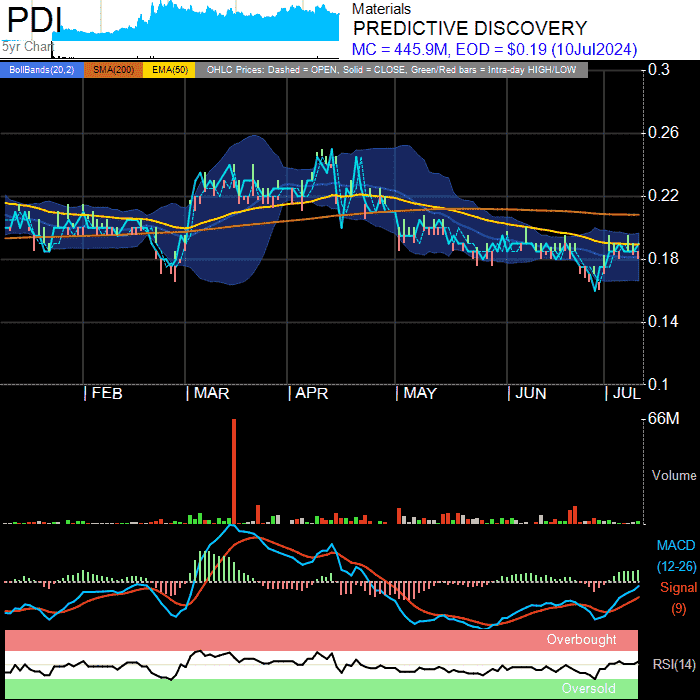 PDI
5yr Chart
Materials
PREDICTIVE DISCOVERY
MC = 445.9M, EOD = $0.19 (10Jul2024)
BollBands(20,2) SMA(200) EMA(50) OHLC Prices: Dashed = OPEN, Solid = CLOSE, Green/Red bars = Intra-day HIGH/LOW
0.3
0.26
0.22
0.18
0.14
0.1
| FEB | MAR | APR | MAY | JUN | JUL
66M
Volume
MACD
(12-26)
Signal
(9)
Overbought
RSI(14)
Oversold